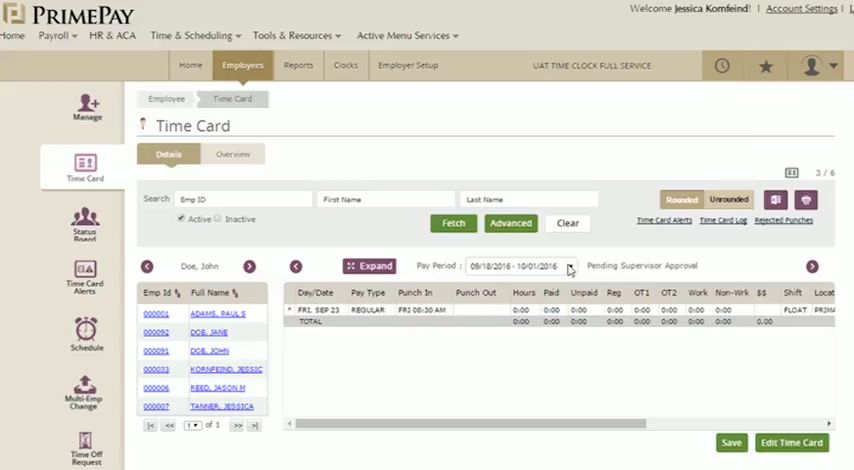 PRIMEPAY
Welcome Jessica Kornfeind! | Account Settings | L
Home Payroll HR & ACA Time & Scheduling Tools & Resources Active Menu Services
Home Employees Reports Clocks Employer Setup UAT TIME CLOCK FULL SERVICE
Manage
Time Card
Status Board
Time Card Alerts
Schedule
Multi-Emp Change
Time Off Request
Employee Time Card
Time Card
Details Overview
3 / 6
Search Emp ID First Name Last Name Rounded Unrounded
Active Inactive Fetch Advanced Clear Time Card Alerts Time Card Log Rejected Punches
Doe, John Expand Pay Period : 09/18/2016 - 10/01/2016 Pending Supervisor Approval
Emp Id Full Name
000001 ADAMS, PAUL S
000092 DOE, JANE
000091 DOE, JOHN
000033 KORNFEIND, JESSIC
000006 REED, JASON M
000007 TANNER, JESSICA
|< << 1 of 1 >> >|
Day/Date Pay Type Punch In Punch Out Hours Paid Unpaid Reg OT1 OT2 Work Non-Wrk $$ Shift Locat
* FRI, SEP 23 REGULAR FRI 08:30 AM 0:00 0:00 0:00 0:00 0:00 0:00 0:00 0:00 FLOAT PRIMA
TOTAL 0:00 0:00 0:00 0:00 0:00 0:00 0:00 0:00 0.00
Save Edit Time Card